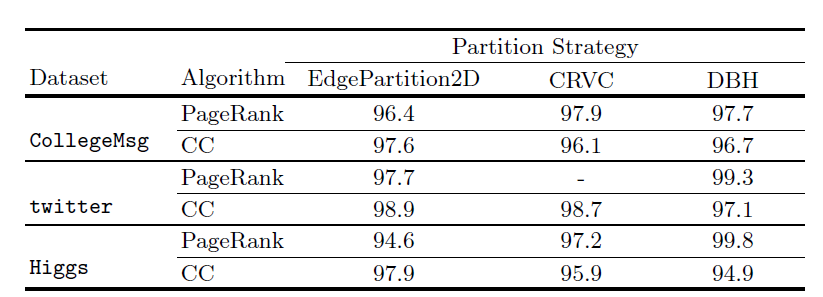 Partition Strategy
Dataset Algorithm EdgePartition2D CRVC DBH
PageRank 96.4 97.9 97.7
CollegeMsg CC 97.6 96.1 96.7
PageRank 97.7 - 99.3
twitter CC 98.9 98.7 97.1
PageRank 94.6 97.2 99.8
Higgs CC 97.9 95.9 94.9